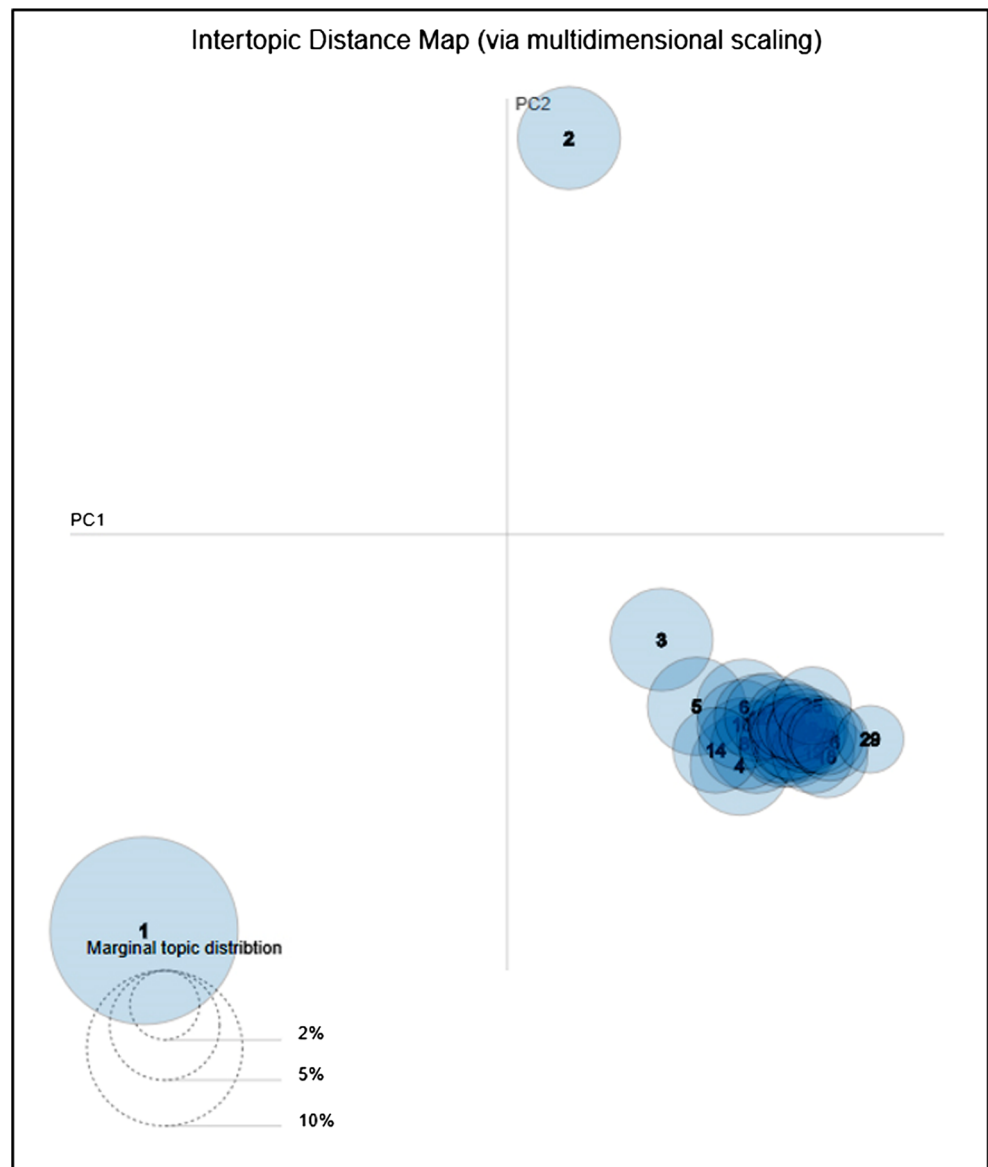 Intertopic Distance Map (via multidimensional scaling)
PC2
2
PC1
3
5
6
14
4
29
1
Marginal topic distribtion
2%
5%
10%